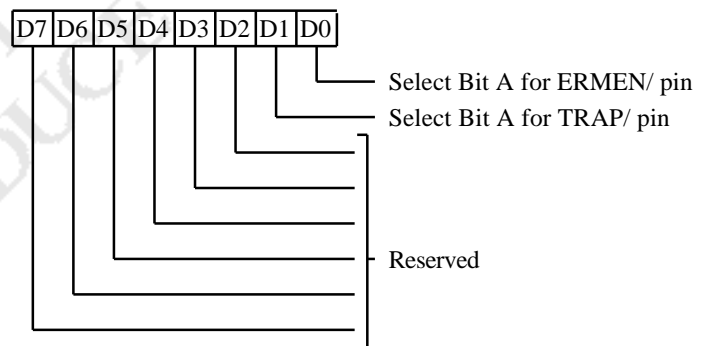 D7 D6 D5 D4 D3 D2 D1 D0
Select Bit A for ERMEN/ pin
Select Bit A for TRAP/ pin
Reserved